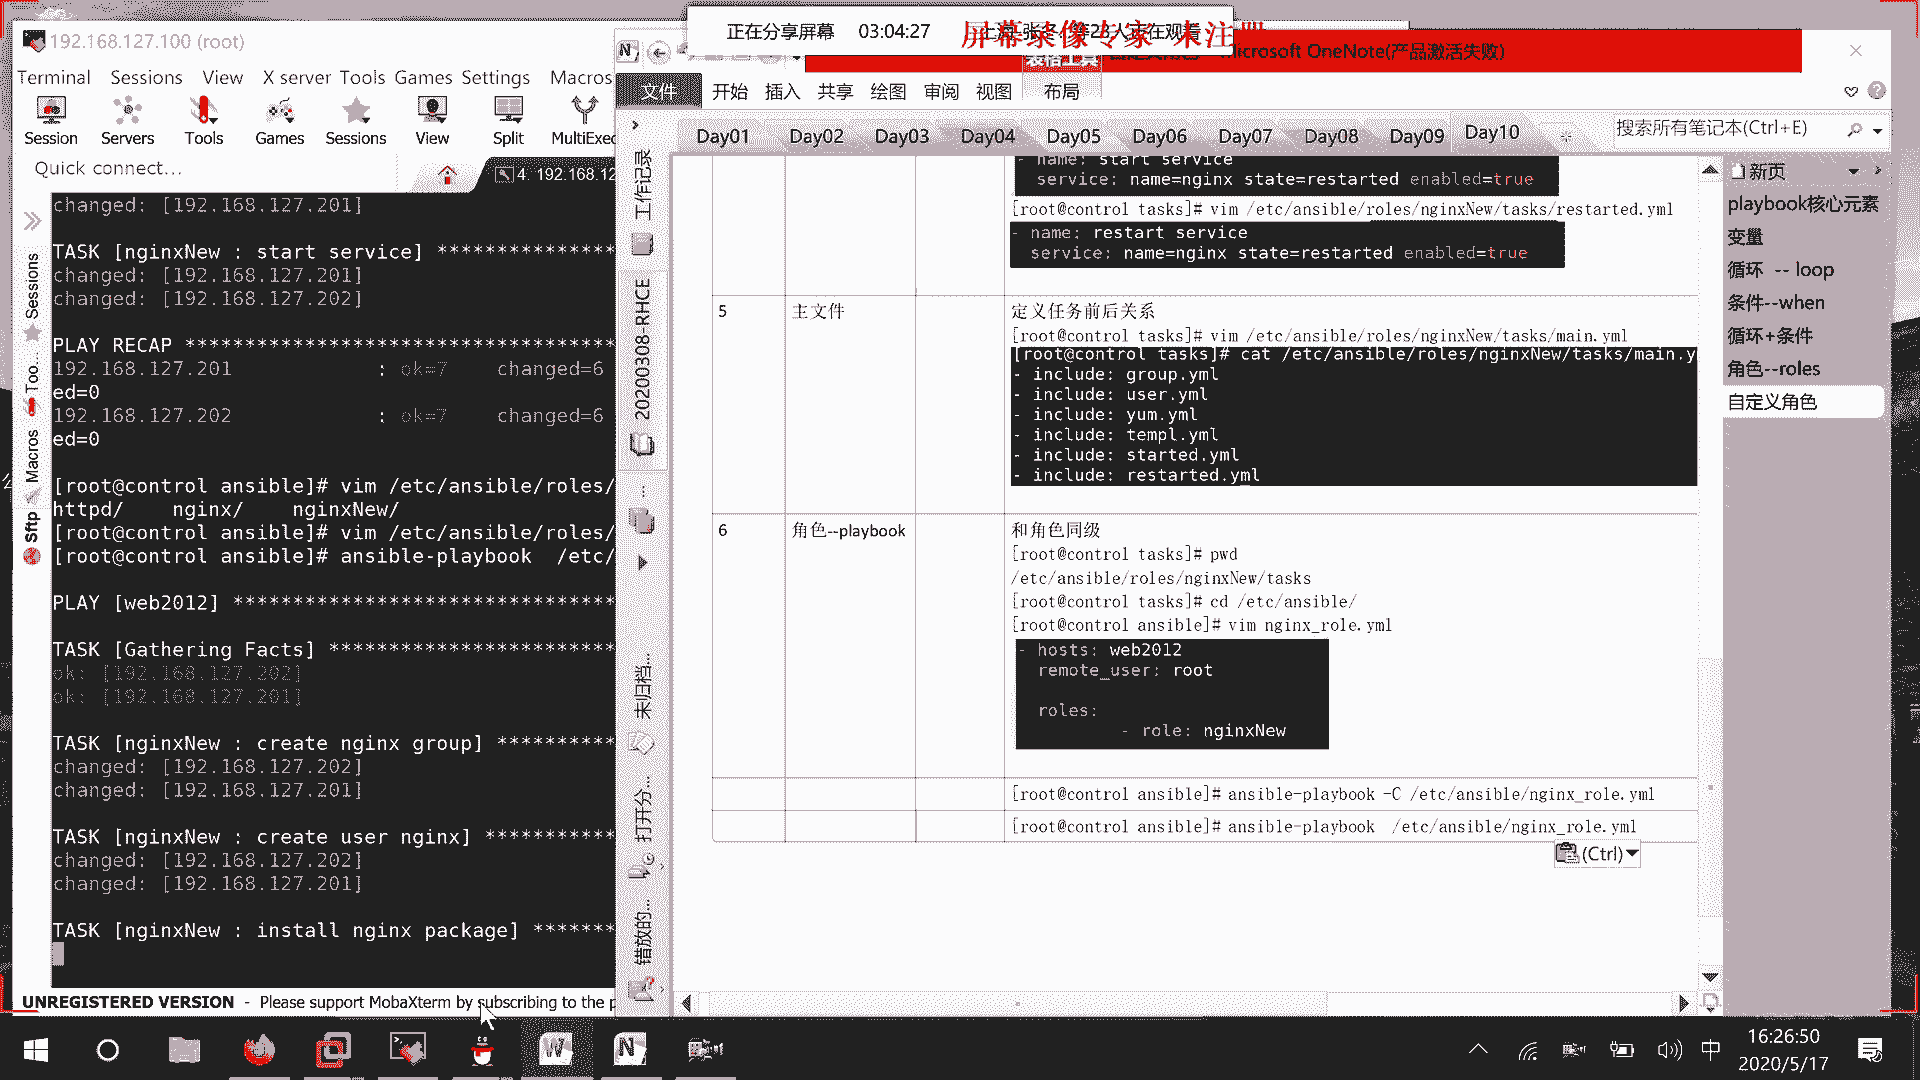 192.168.127.100 (root)
正在分享屏幕 03:04:27
屏幕录像专家 未注册
Microsoft OneNote(产品激活失败)
表格工具
Terminal Sessions View X server Tools Games Settings Macros
文件 开始 插入 共享 绘图 审阅 视图 布局
Session Servers Tools Games Sessions View Split MultiExec
Day01 Day02 Day03 Day04 Day05 Day06 Day07 Day08 Day09 Day10
搜索所有笔记本(Ctrl+E)
Quick connect...
4. 192.168.12
Sessions
Too...
Macros
Sftp
changed: [192.168.127.201]
TASK [nginxNew : start service] ***************
changed: [192.168.127.201]
changed: [192.168.127.202]
PLAY RECAP ************************************
192.168.127.201 : ok=7 changed=6
ed=0
192.168.127.202 : ok=7 changed=6
ed=0
[root@control ansible]# vim /etc/ansible/roles/
httpd/ nginx/ nginxNew/
[root@control ansible]# vim /etc/ansible/roles/
[root@control ansible]# ansible-playbook /etc/
PLAY [web2012] ********************************
TASK [Gathering Facts] ************************
ok: [192.168.127.202]
ok: [192.168.127.201]
TASK [nginxNew : create nginx group] **********
changed: [192.168.127.202]
changed: [192.168.127.201]
TASK [nginxNew : create user nginx] ***********
changed: [192.168.127.202]
changed: [192.168.127.201]
TASK [nginxNew : install nginx package] *******
UNREGISTERED VERSION - Please support MobaXterm by subscribing to the p
工作记录
20200308-RHCE
...
未归档...
打开分...
错放的...
- name: start service
service: name=nginx state=restarted enabled=true
[root@control tasks]# vim /etc/ansible/roles/nginxNew/tasks/restarted.yml
- name: restart service
service: name=nginx state=restarted enabled=true
5 主文件 定义任务前后关系
[root@control tasks]# vim /etc/ansible/roles/nginxNew/tasks/main.yml
[root@control tasks]# cat /etc/ansible/roles/nginxNew/tasks/main.y
- include: group.yml
- include: user.yml
- include: yum.yml
- include: templ.yml
- include: started.yml
- include: restarted.yml
6 角色--playbook 和角色同级
[root@control tasks]# pwd
/etc/ansible/roles/nginxNew/tasks
[root@control tasks]# cd /etc/ansible/
[root@control ansible]# vim nginx_role.yml
- hosts: web2012
remote_user: root
roles:
- role: nginxNew
[root@control ansible]# ansible-playbook -C /etc/ansible/nginx_role.yml
[root@control ansible]# ansible-playbook /etc/ansible/nginx_role.yml
(Ctrl)
新页
playbook核心元素
变量
循环 -- loop
条件--when
循环+条件
角色--roles
自定义角色
中
16:26:50
2020/5/17